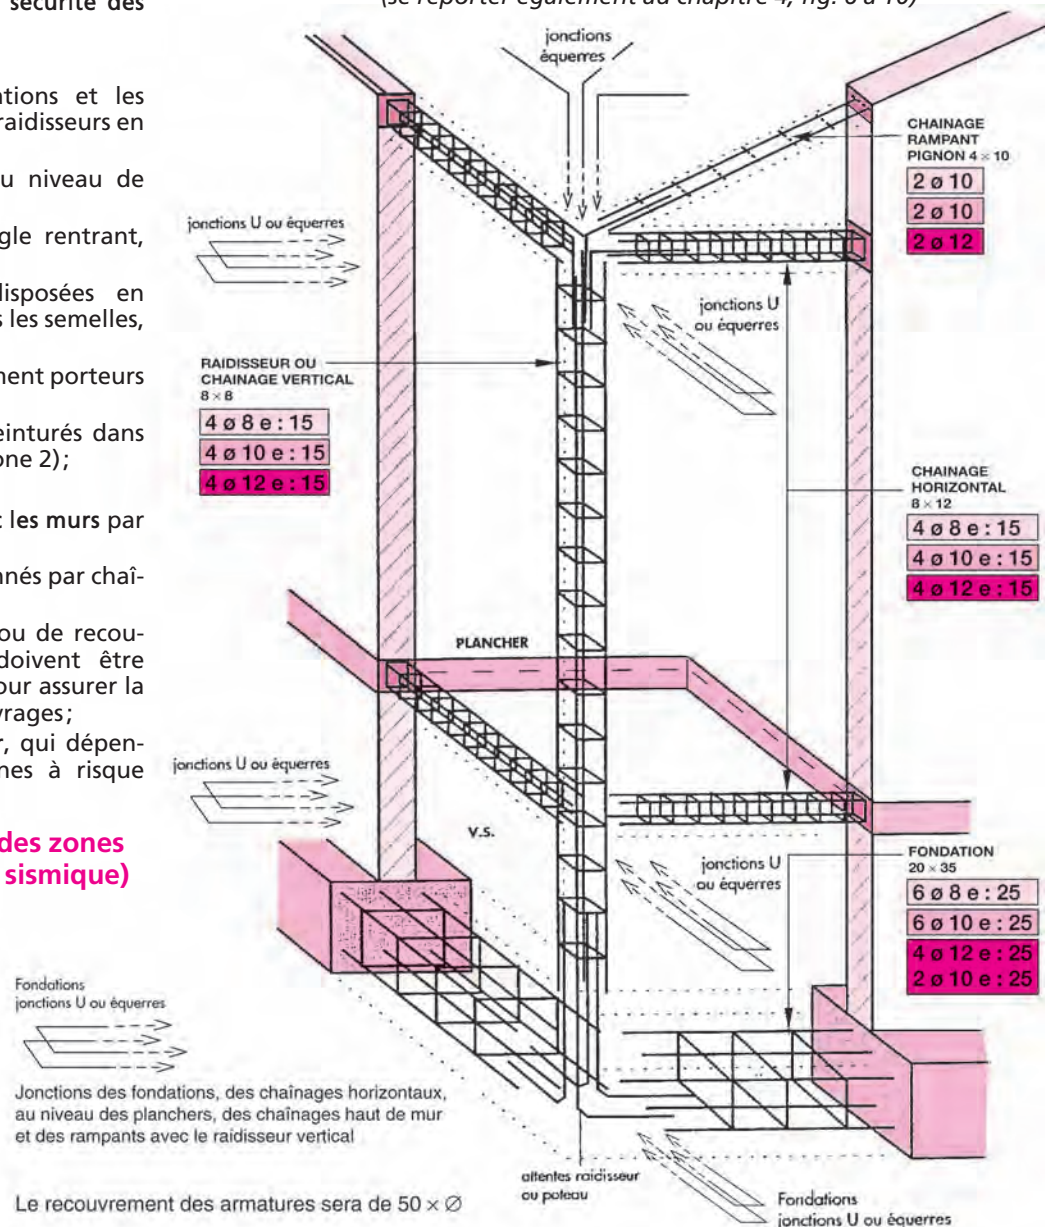 sécurité des
(se reporter également au chapitre 4, fig. 6 à 10)
ations et les
raidisseurs en
u niveau de
gle rentrant,
disposées en
s les semelles,
ment porteurs
einturés dans
one 2);
t les murs par
nnés par chaî-
ou de recou-
doivent être
our assurer la
vrages;
r, qui dépen-
nes à risque
des zones
sismique)
jonctions
équerres
CHAINAGE
RAMPANT
PIGNON 4 × 10
2 ø 10
2 ø 10
2 ø 12
jonctions U ou équerres
jonctions U
ou équerres
RAIDISSEUR OU
CHAINAGE VERTICAL
8 × 8
4 ø 8 e : 15
4 ø 10 e : 15
4 ø 12 e : 15
CHAINAGE
HORIZONTAL
8 × 12
4 ø 8 e : 15
4 ø 10 e : 15
4 ø 12 e : 15
PLANCHER
jonctions U ou équerres
V.S.
jonctions U
ou équerres
FONDATION
20 × 35
6 ø 8 e : 25
6 ø 10 e : 25
4 ø 12 e : 25
2 ø 10 e : 25
Fondations
jonctions U ou équerres
Jonctions des fondations, des chaînages horizontaux,
au niveau des planchers, des chaînages haut de mur
et des rampants avec le raidisseur vertical
attentes raidisseur
ou poteau
Le recouvrement des armatures sera de 50 × Ø
Fondations
jonctions U ou équerres